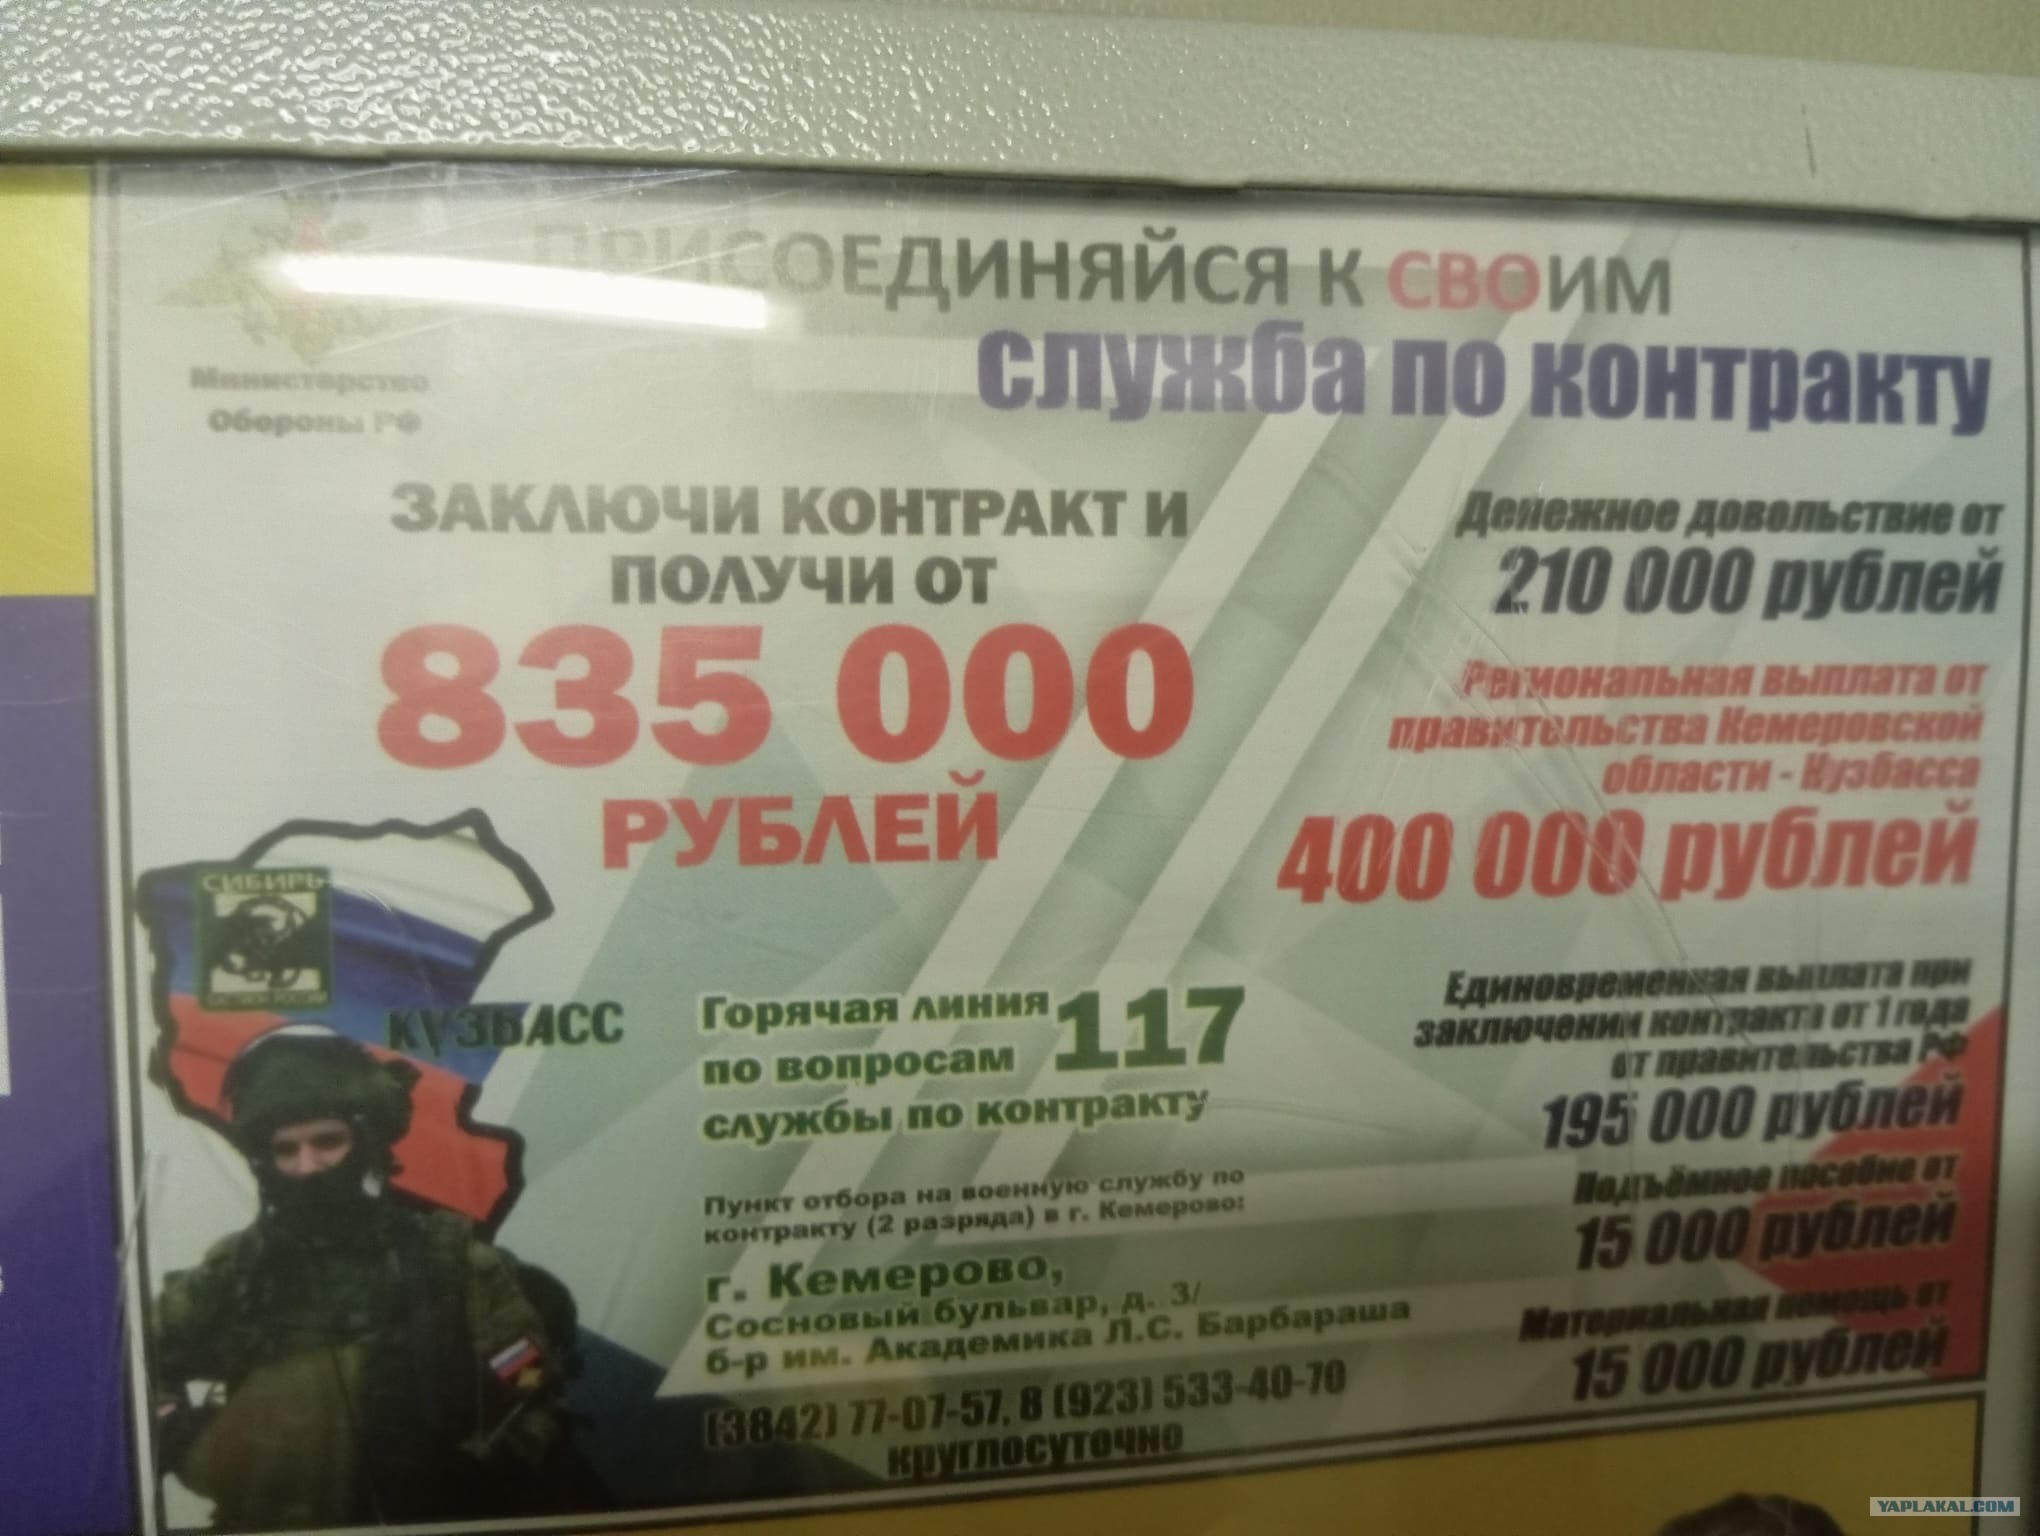 ПРИСОЕДИНЯЙСЯ К СВОИМ
служба по контракту
Министерство
Обороны РФ
ЗАКЛЮЧИ КОНТРАКТ И
ПОЛУЧИ ОТ
835 000
РУБЛЕЙ
Денежное довольствие от
210 000 рублей
Региональная выплата от
правительства Кемеровской
области - Кузбасса
400 000 рублей
Единовременная выплата при
заключении контракта от 1 года
от правительства РФ
195 000 рублей
Подъёмное пособие от
15 000 рублей
Материальная помощь от
15 000 рублей
СИБИРЬ
БАСТИОН РОССИИ
КУЗБАСС
Горячая линия 117
по вопросам
службы по контракту
Пункт отбора на военную службу по
контракту (2 разряда) в г. Кемерово:
г. Кемерово,
Сосновый бульвар, д. 3/
б-р им. Академика Л.С. Барбараша
(3842) 77-07-57, 8 (923) 533-40-70
круглосуточно
YAPLAKAL.COM